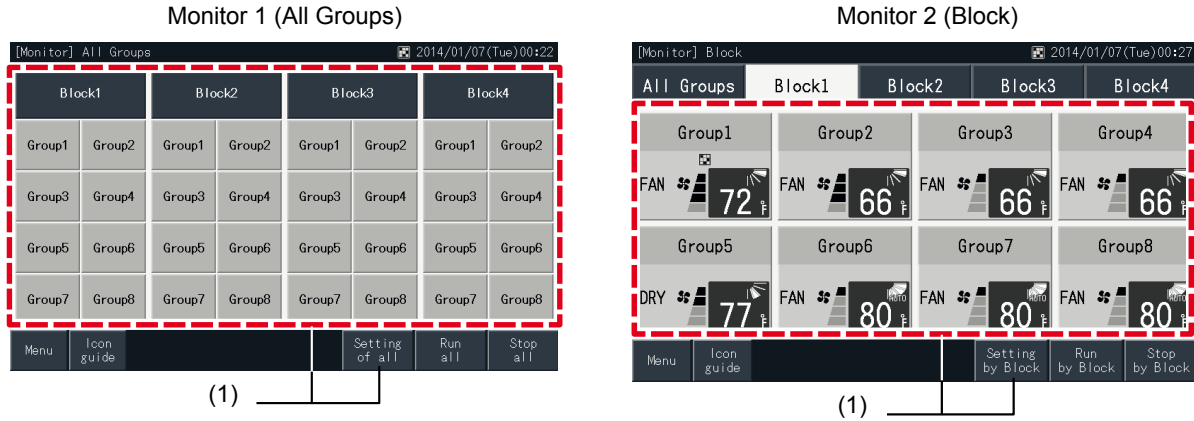 Monitor 1 (All Groups)
[Monitor] All Groups 2014/01/07(Tue)00:22
Block1 Block2 Block3 Block4
Group1 Group2 Group1 Group2 Group1 Group2 Group1 Group2
Group3 Group4 Group3 Group4 Group3 Group4 Group3 Group4
Group5 Group6 Group5 Group6 Group5 Group6 Group5 Group6
Group7 Group8 Group7 Group8 Group7 Group8 Group7 Group8
Menu Icon guide Setting of all Run all Stop all
(1)
Monitor 2 (Block)
[Monitor] Block 2014/01/07(Tue)00:27
All Groups Block1 Block2 Block3 Block4
Group1 Group2 Group3 Group4
FAN 72 °F FAN 66 °F FAN 66 °F FAN 66 °F
Group5 Group6 Group7 Group8
DRY 77 °F FAN AUTO 80 °F FAN AUTO 80 °F FAN AUTO 80 °F
Menu Icon guide Setting by Block Run by Block Stop by Block
(1)